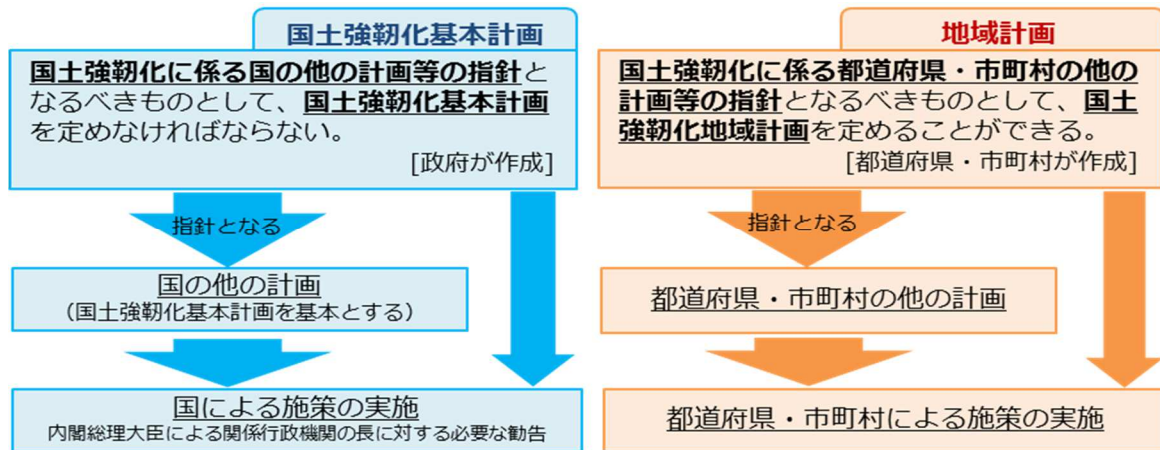 国土強靭化基本計画
国土強靭化に係る国の他の計画等の指針と
なるべきものとして、国土強靭化基本計画
を定めなければならない。
[政府が作成]
指針となる
国の他の計画
（国土強靭化基本計画を基本とする）
国による施策の実施
内閣総理大臣による関係行政機関の長に対する必要な勧告
地域計画
国土強靭化に係る都道府県・市町村の他の
計画等の指針となるべきものとして、国土
強靭化地域計画を定めることができる。
[都道府県・市町村が作成]
指針となる
都道府県・市町村の他の計画
都道府県・市町村による施策の実施